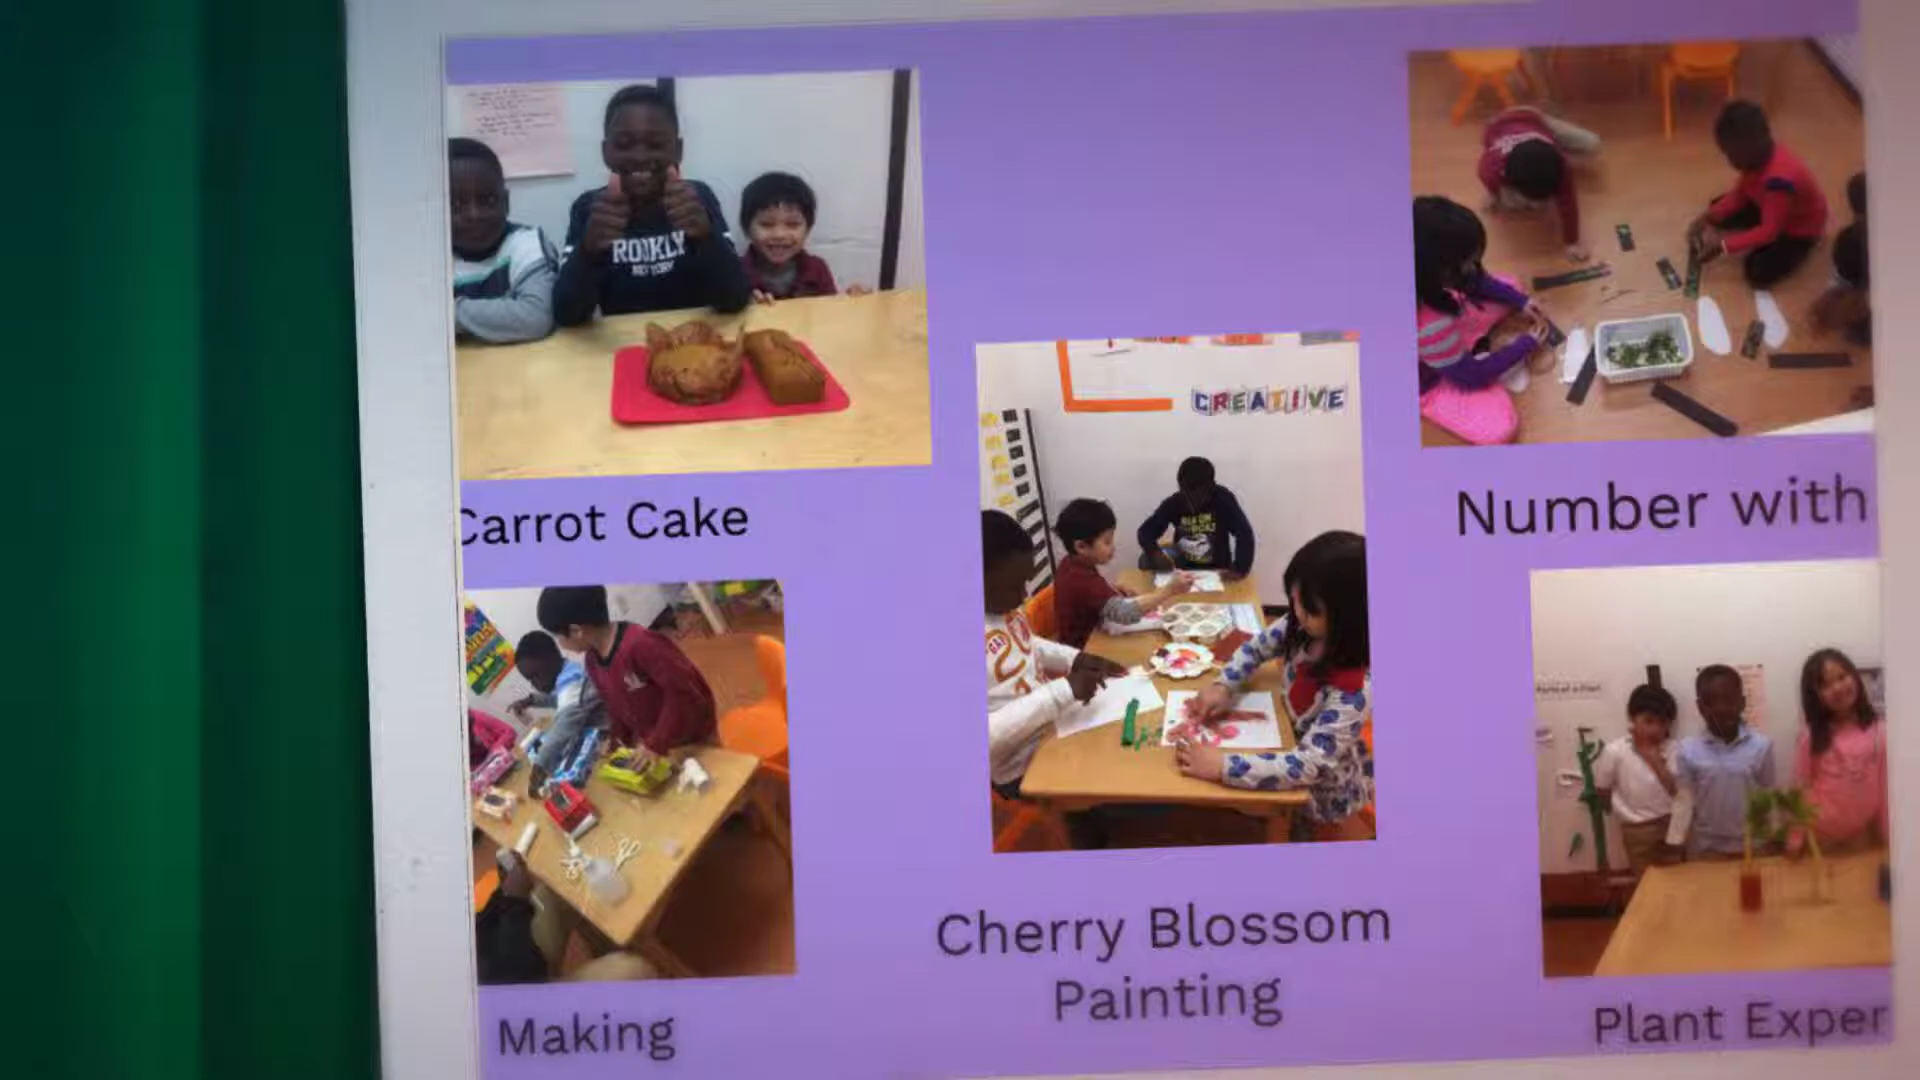 Carrot Cake
Number with
Making
Cherry Blossom
Painting
Plant Exper
CREATIVE
ROOKLY